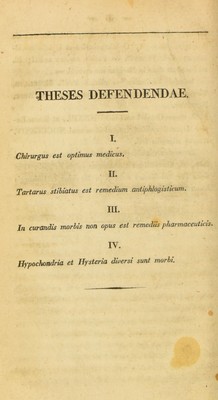 THESES DEFENDENDAE.
I.
Chirurgus est optimus medicus.
II.
Tartarus stibiatus est remedium antiphlogisticum.
III.
In curandis morbis non opus est remediis pharmaceuticis.
IV.
Hypochondria et Hysteria diversi sunt morbi.